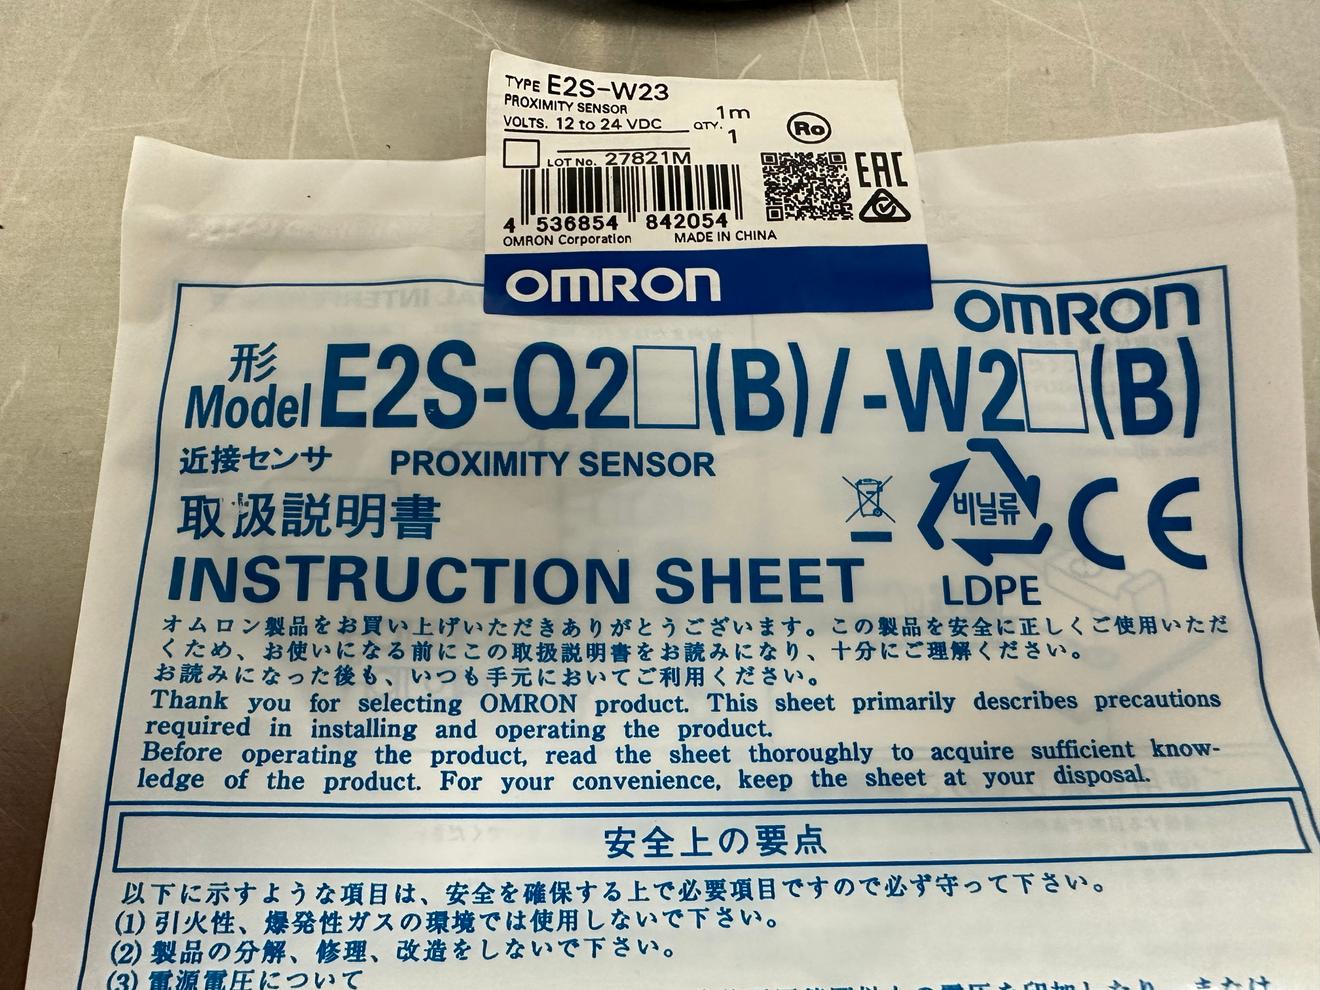 TYPE E2S-W23
PROXIMITY SENSOR
VOLTS. 12 to 24 VDC
1m
QTY. 1
Ro
LOT No. 27821M
EAC
4 536854 842054
OMRON Corporation MADE IN CHINA
OMRON
OMRON
形
Model E2S-Q2□(B)/-W2□(B)
近接センサ PROXIMITY SENSOR
取扱説明書
비닐류
CE
INSTRUCTION SHEET
LDPE
オムロン製品をお買い上げいただきありがとうございます。この製品を安全に正しくご使用いただ
くため、お使いになる前にこの取扱説明書をお読みになり、十分にご理解ください。
お読みになった後も、いつも手元においてご利用ください。
Thank you for selecting OMRON product. This sheet primarily describes precautions
required in installing and operating the product.
Before operating the product, read the sheet thoroughly to acquire sufficient know-
ledge of the product. For your convenience, keep the sheet at your disposal.
安全上の要点
以下に示すような項目は、安全を確保する上で必要項目ですので必ず守って下さい。
(1) 引火性、爆発性ガスの環境では使用しないで下さい。
(2) 製品の分解、修理、改造をしないで下さい。
(3) 電源電圧について